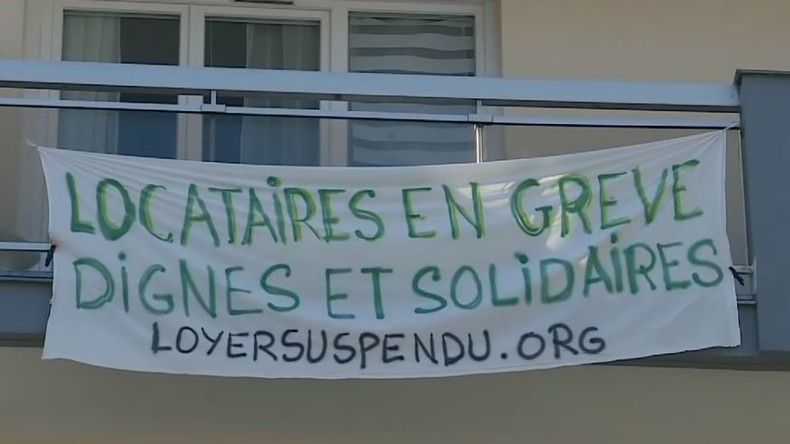 LOCATAIRES EN GREVE
DiGNES ET SOLiDAiRES
LOYERSUSPENDU.ORG